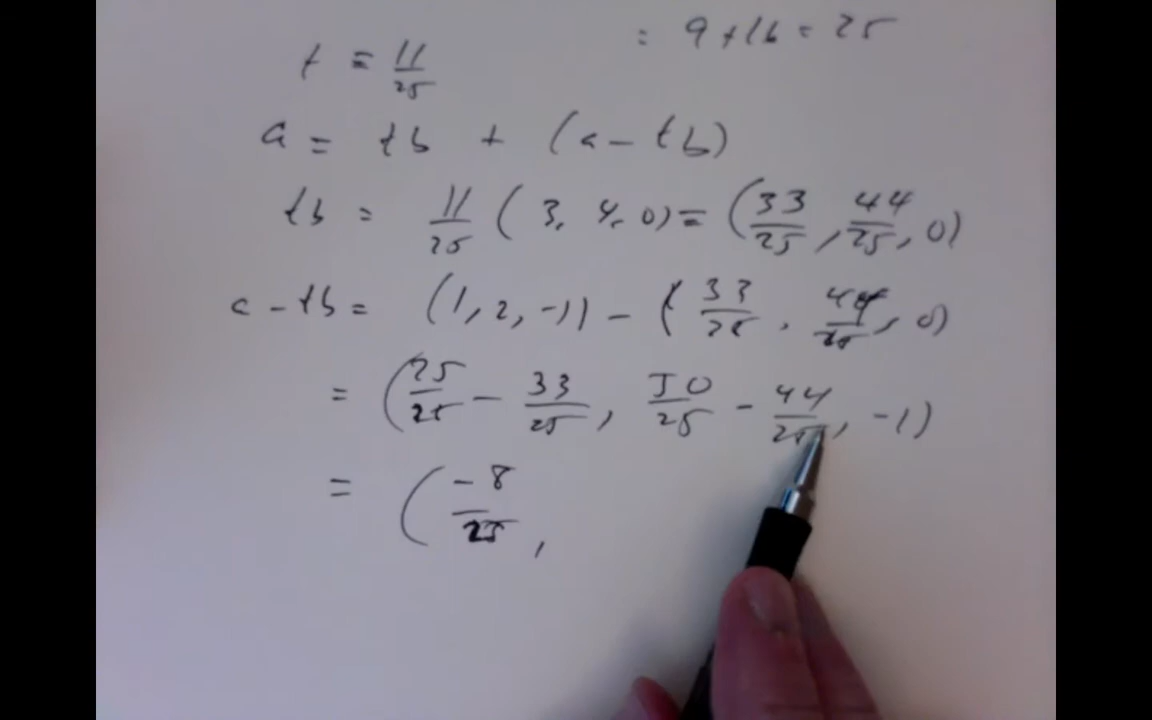 = 9 + 16 = 25
t = 11/25
a = tb + (a - tb)
tb = 11/25 (3, 4, 0) = (33/25, 44/25, 0)
a - tb = (1, 2, -1) - (33/25, 44/25, 0)
= (25/25 - 33/25, 50/25 - 44/25, -1)
= (-8/25,